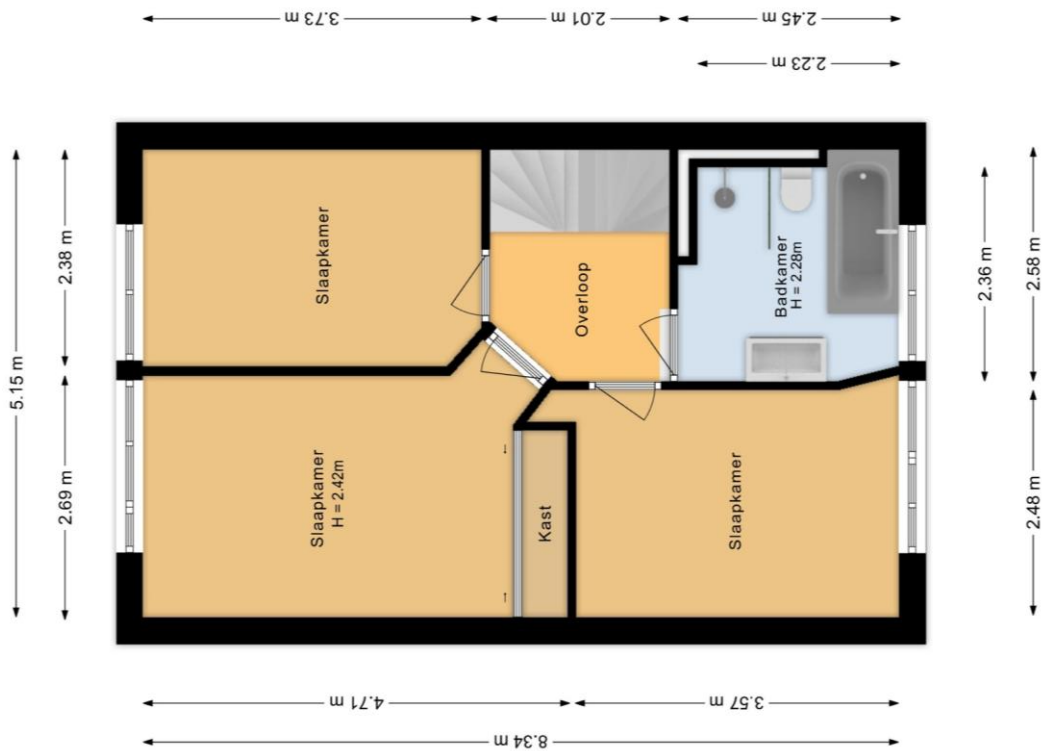 3.73 m
2.01 m
2.45 m
2.23 m
5.15 m
2.38 m
2.69 m
Slaapkamer
Overloop
Badkamer
H = 2.28m
2.36 m
2.58 m
Slaapkamer
H = 2.42m
Kast
Slaapkamer
2.48 m
4.71 m
3.57 m
8.34 m